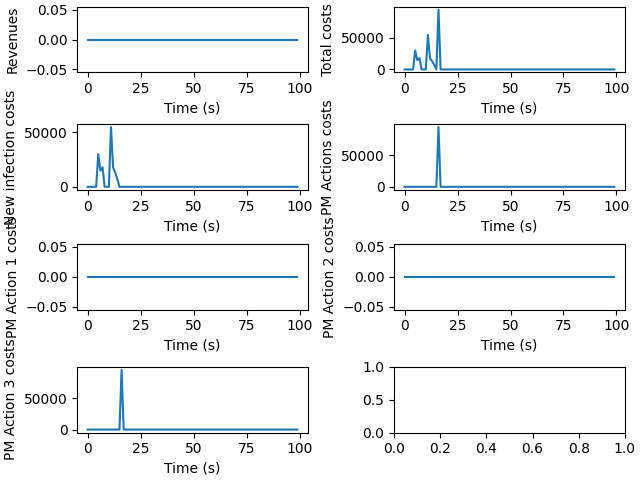 Revenues
0.05
0.00
−0.05
0 25 50 75 100
Time (s)
Total costs
50000
0
0 25 50 75 100
Time (s)
New infection costs
50000
0
0 25 50 75 100
Time (s)
PM Actions costs
50000
0
0 25 50 75 100
Time (s)
PM Action 1 costs
0.05
0.00
−0.05
0 25 50 75 100
Time (s)
PM Action 2 costs
0.05
0.00
−0.05
0 25 50 75 100
Time (s)
PM Action 3 costs
50000
0
0 25 50 75 100
Time (s)
1.0
0.5
0.0
0.0 0.2 0.4 0.6 0.8 1.0